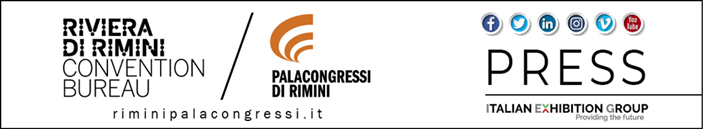 RIVIERA
DI RIMINI
CONVENTION
BUREAU
PALACONGRESSI
DI RIMINI
riminipalacongressi.it
You
Tube
PRESS
ITALIAN EXHIBITION GROUP
Providing the future